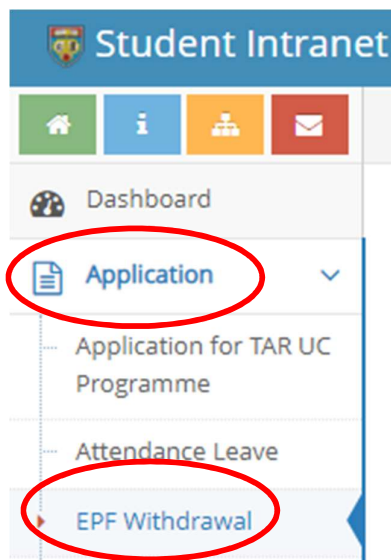 Student Intranet
i
Dashboard
Application
Application for TAR UC
Programme
Attendance Leave
EPF Withdrawal